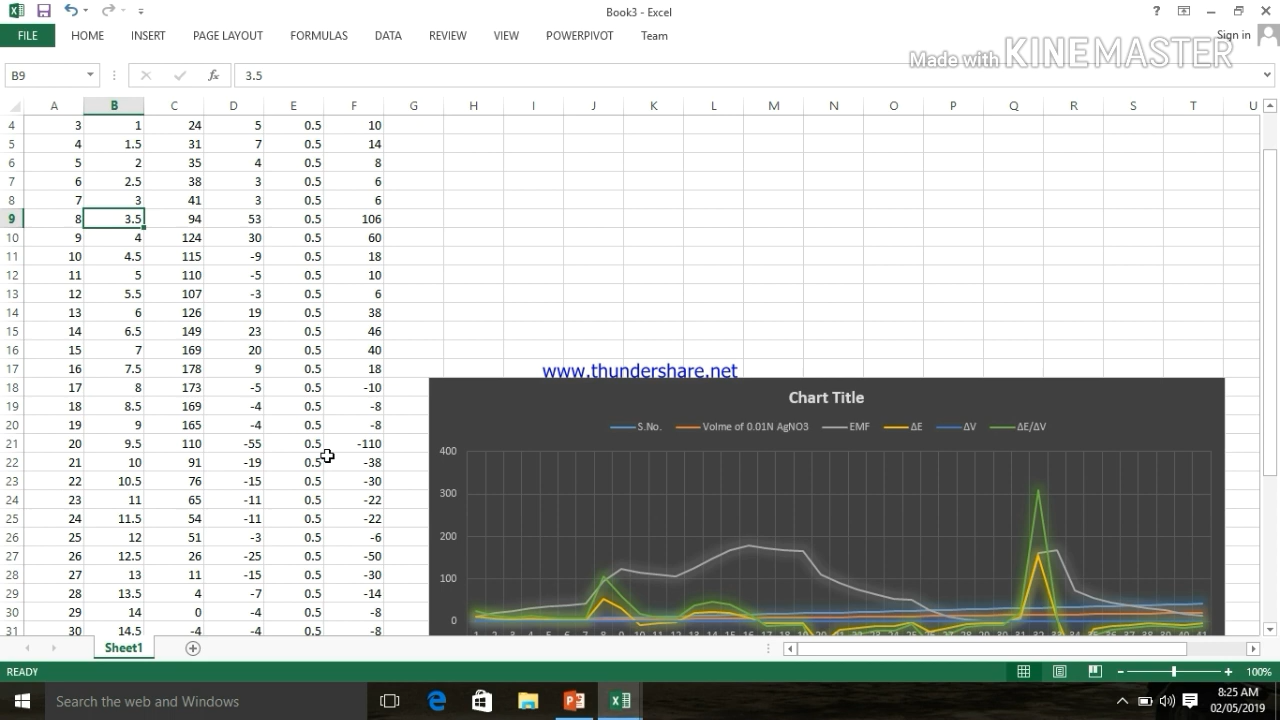 Book3 - Excel
FILE HOME INSERT PAGE LAYOUT FORMULAS DATA REVIEW VIEW POWERPIVOT Team Sign in
Made with KINEMASTER
B9 fx 3.5
A B C D E F G H I J K L M N O P Q R S T U
4 3 1 24 5 0.5 10
5 4 1.5 31 7 0.5 14
6 5 2 35 4 0.5 8
7 6 2.5 38 3 0.5 6
8 7 3 41 3 0.5 6
9 8 3.5 94 53 0.5 106
10 9 4 124 30 0.5 60
11 10 4.5 115 -9 0.5 18
12 11 5 110 -5 0.5 10
13 12 5.5 107 -3 0.5 6
14 13 6 126 19 0.5 38
15 14 6.5 149 23 0.5 46
16 15 7 169 20 0.5 40
17 16 7.5 178 9 0.5 18
www.thundershare.net
18 17 8 173 -5 0.5 -10
19 18 8.5 169 -4 0.5 -8
20 19 9 165 -4 0.5 -8
21 20 9.5 110 -55 0.5 -110
22 21 10 91 -19 0.5 -38
23 22 10.5 76 -15 0.5 -30
24 23 11 65 -11 0.5 -22
25 24 11.5 54 -11 0.5 -22
26 25 12 51 -3 0.5 -6
27 26 12.5 26 -25 0.5 -50
28 27 13 11 -15 0.5 -30
29 28 13.5 4 -7 0.5 -14
30 29 14 0 -4 0.5 -8
31 30 14.5 -4 -4 0.5 -8
Chart Title
S.No. Volme of 0.01N AgNO3 EMF ΔE ΔV ΔE/ΔV
400
300
200
100
0
Sheet1
READY 100%
Search the web and Windows
8:25 AM
02/05/2019